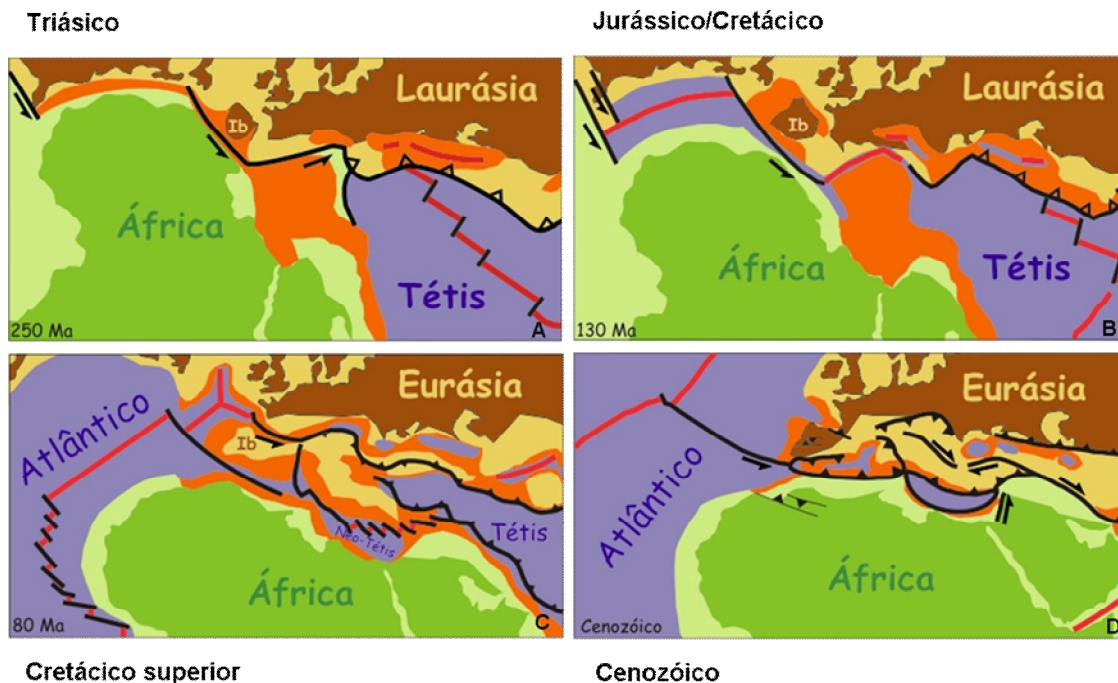 Triásico
Jurássico/Cretácico
Laurásia
Ib
África
Tétis
250 Ma
A
Laurásia
Ib
África
Tétis
130 Ma
B
Eurásia
Atlântico
Ib
Tétis
Neo-Tétis
África
80 Ma
C
Eurásia
Atlântico
África
Cenozóico
D
Cretácico superior
Cenozóico